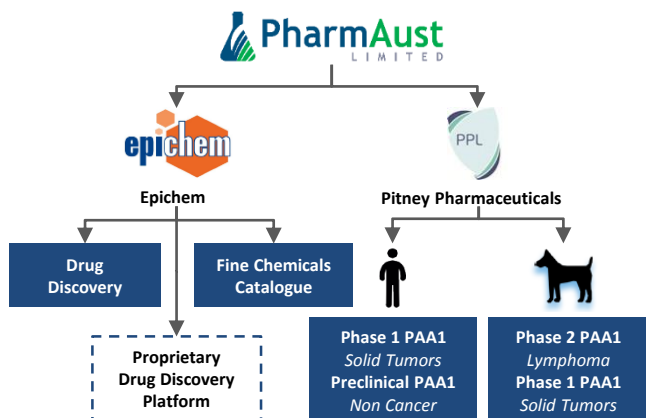 PharmAust
LIMITED
epichem
PPL
Epichem
Pitney Pharmaceuticals
Drug
Discovery
Fine Chemicals
Catalogue
Proprietary
Drug Discovery
Platform
Phase 1 PAA1
Solid Tumors
Preclinical PAA1
Non Cancer
Phase 2 PAA1
Lymphoma
Phase 1 PAA1
Solid Tumors